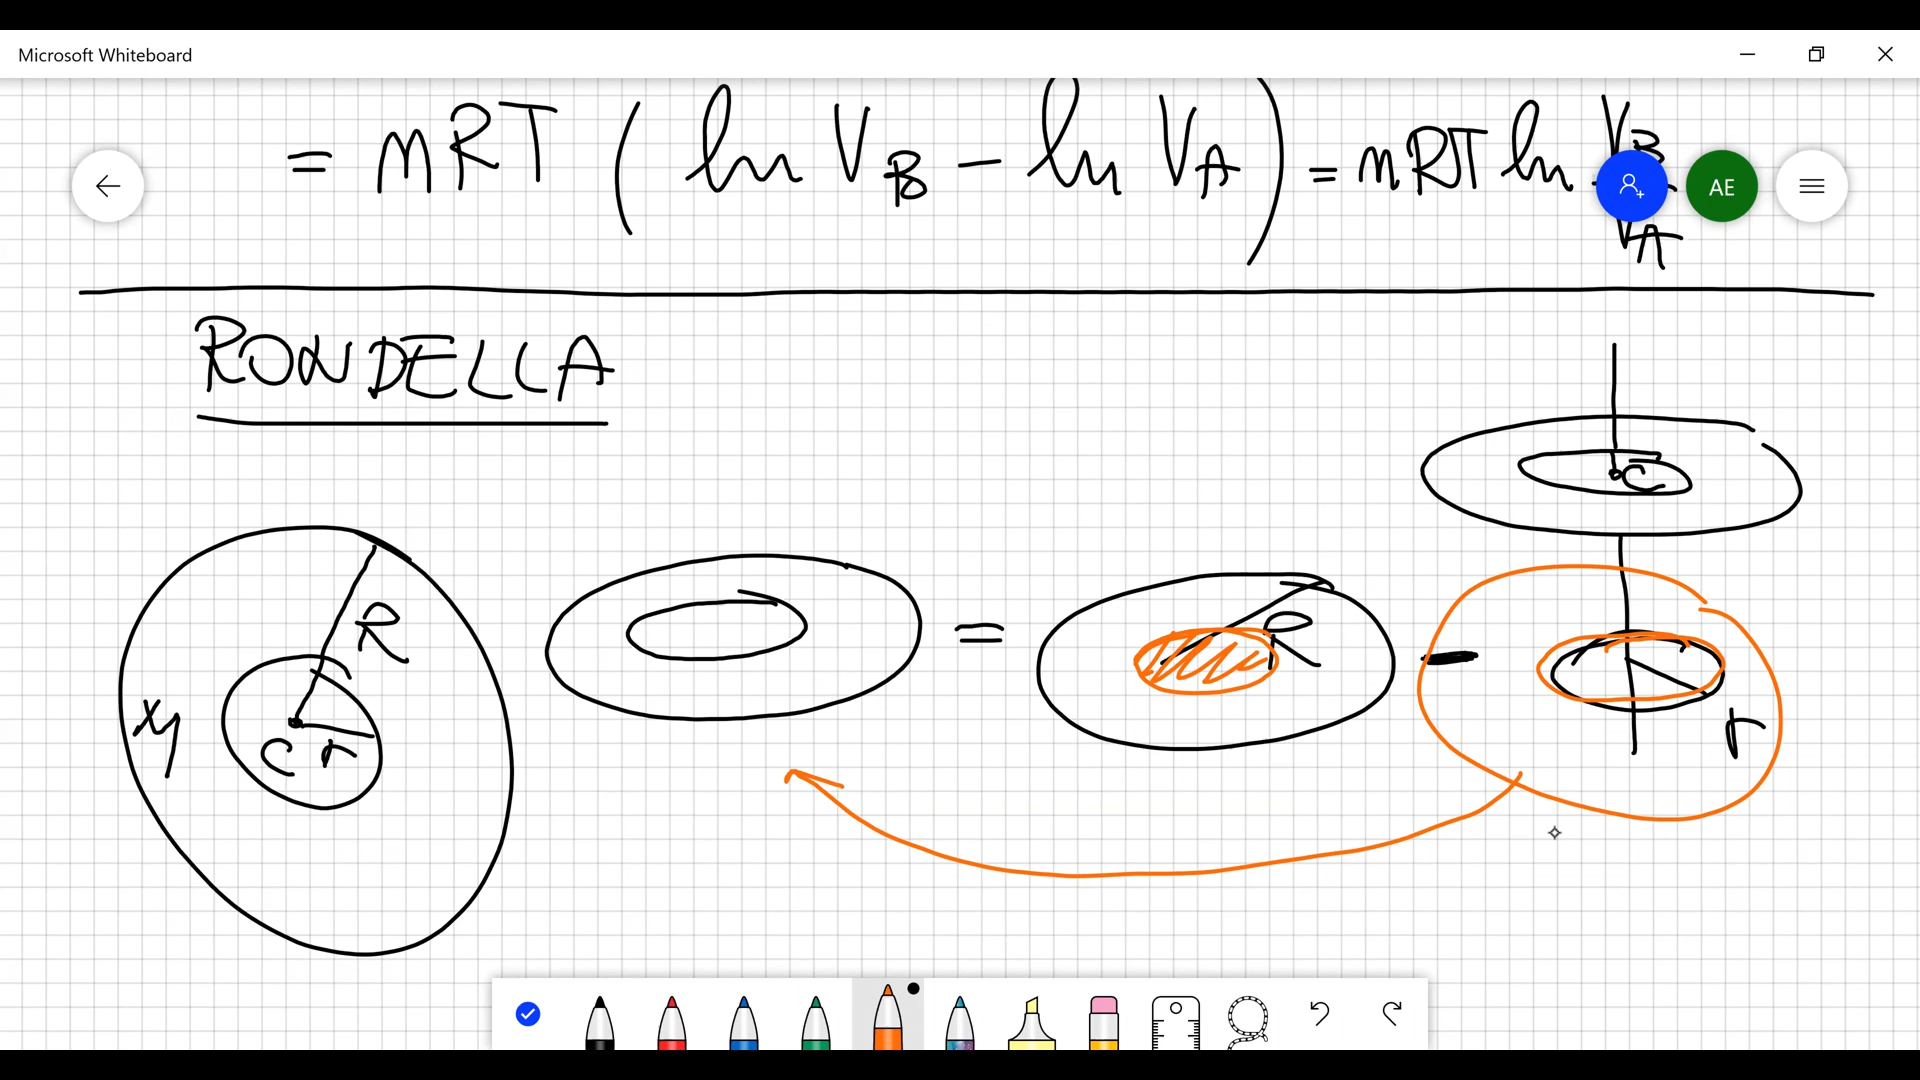 Microsoft Whiteboard
= nRT ( ln V_B - ln V_A ) = nRT ln V_B / V_A
AE
RONDELLA
C
R
xy
C r
= R - r